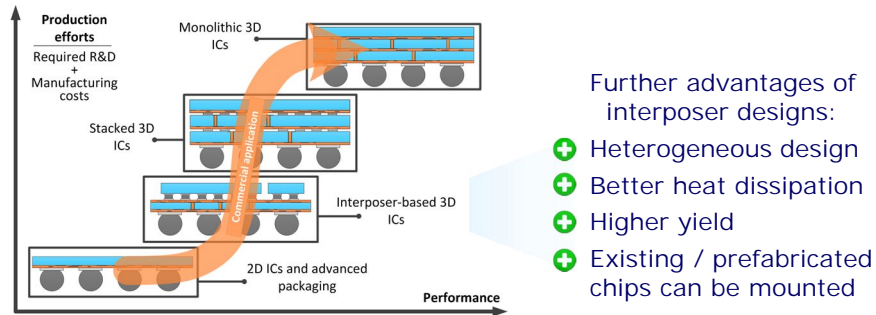 Production
efforts
Required R&D
+
Manufacturing
costs
Monolithic 3D
ICs
Stacked 3D
ICs
Commercial application
Interposer-based 3D
ICs
2D ICs and advanced
packaging
Performance
Further advantages of
interposer designs:
Heterogeneous design
Better heat dissipation
Higher yield
Existing / prefabricated
chips can be mounted